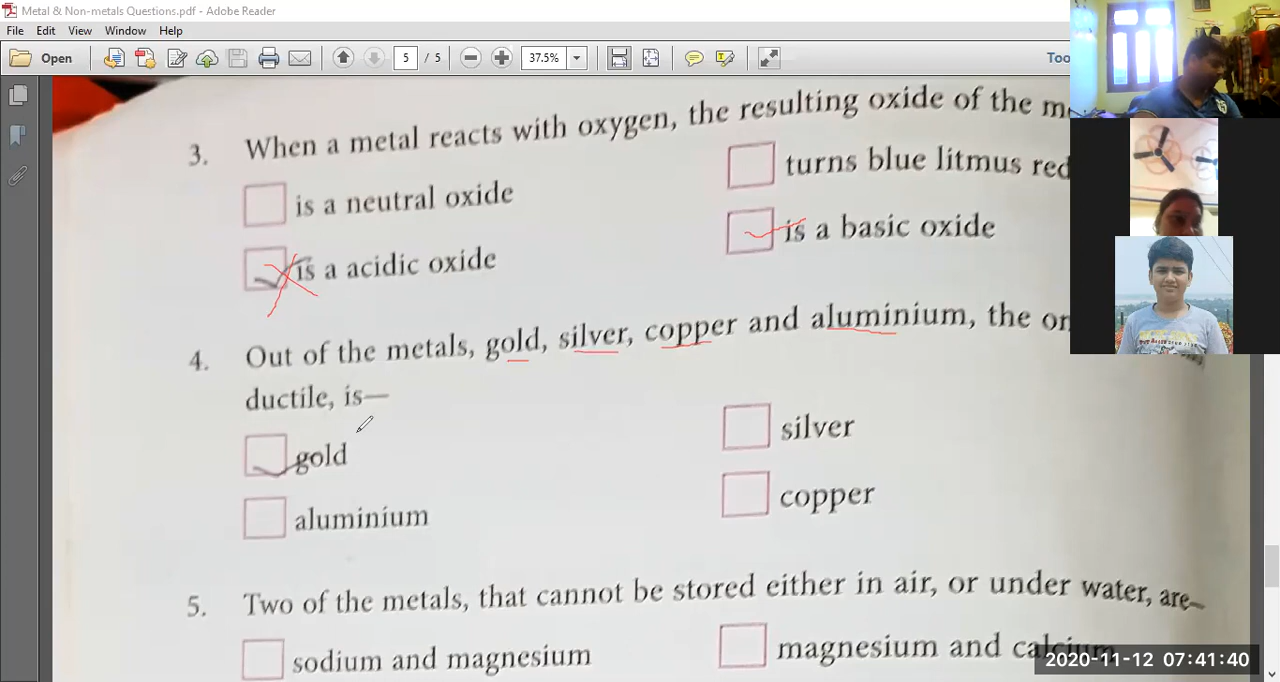 Metal & Non-metals Questions.pdf - Adobe Reader
File Edit View Window Help
Open 5 / 5 37.5% Too
3. When a metal reacts with oxygen, the resulting oxide of the
is a neutral oxide turns blue litmus red
is a acidic oxide is a basic oxide
4. Out of the metals, gold, silver, copper and aluminium, the
ductile, is—
gold silver
aluminium copper
5. Two of the metals, that cannot be stored either in air, or under water, are—
sodium and magnesium magnesium and calcium
2020-11-12 07:41:40